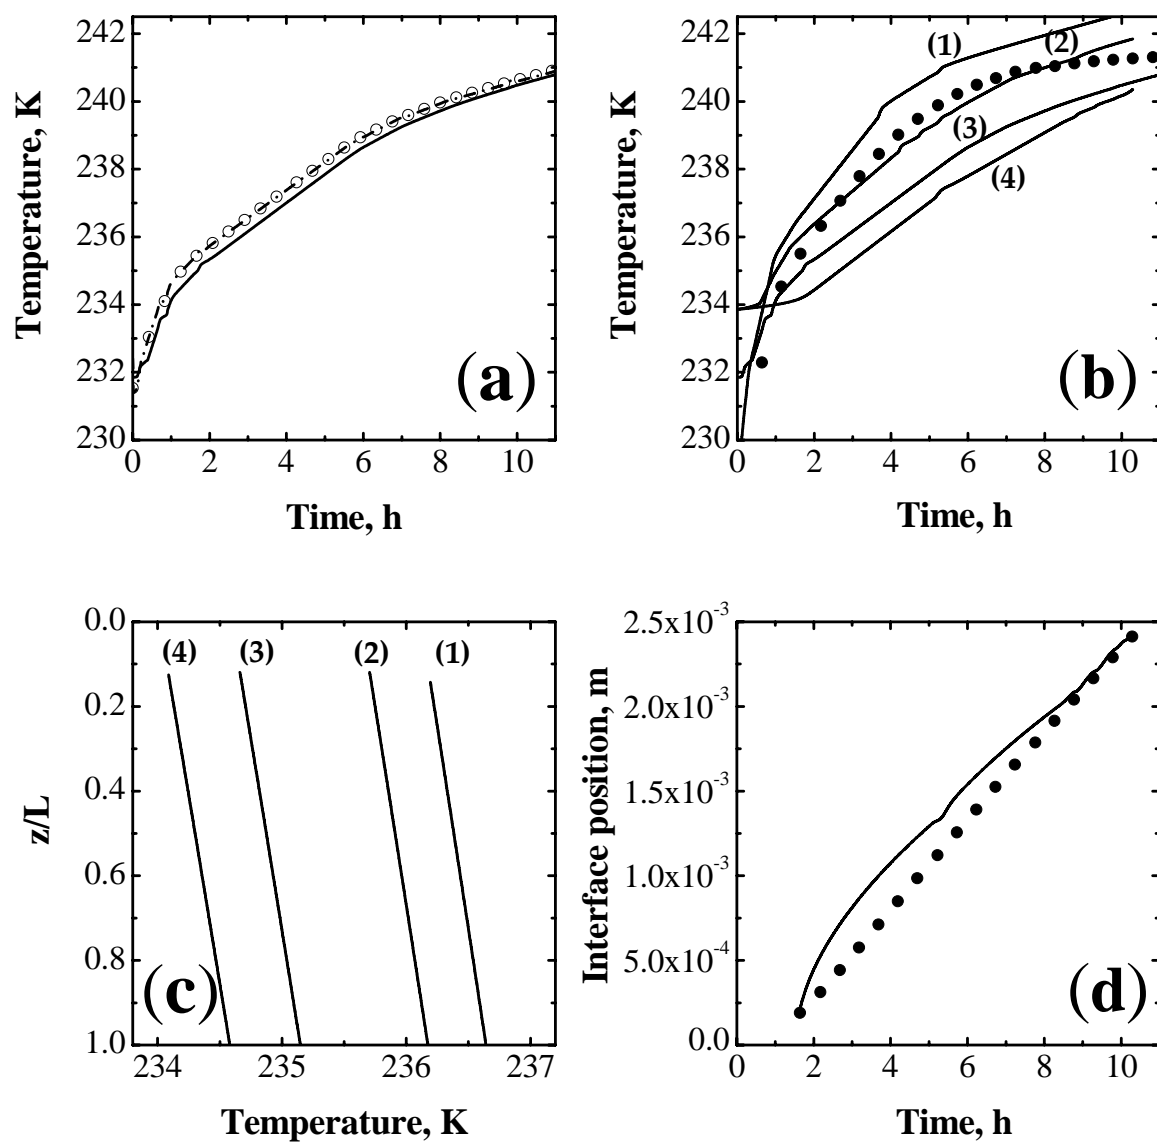 242
240
238
236
234
232
230
Temperature, K
(a)
0 2 4 6 8 10
Time, h
242
240
238
236
234
232
230
Temperature, K
(1)
(2)
(3)
(4)
(b)
0 2 4 6 8 10
Time, h
0.0
0.2
0.4
0.6
0.8
1.0
z/L
(4) (3) (2) (1)
(c)
234 235 236 237
Temperature, K
2.5x10-3
2.0x10-3
1.5x10-3
1.0x10-3
5.0x10-4
0.0
Interface position, m
(d)
0 2 4 6 8 10
Time, h